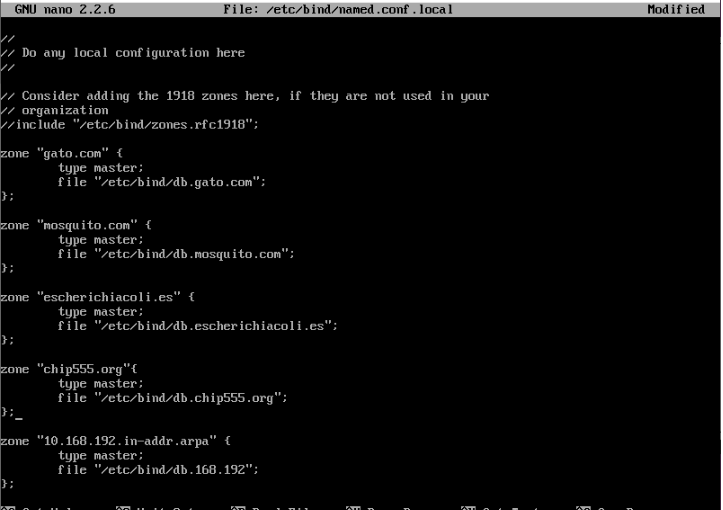 GNU nano 2.2.6 File: /etc/bind/named.conf.local Modified
//
// Do any local configuration here
//
// Consider adding the 1918 zones here, if they are not used in your
// organization
//include "/etc/bind/zones.rfc1918";
zone "gato.com" {
type master;
file "/etc/bind/db.gato.com";
};
zone "mosquito.com" {
type master;
file "/etc/bind/db.mosquito.com";
};
zone "escherichiacoli.es" {
type master;
file "/etc/bind/db.escherichiacoli.es";
};
zone "chip555.org"{
type master;
file "/etc/bind/db.chip555.org";
};
zone "10.168.192.in-addr.arpa" {
type master;
file "/etc/bind/db.168.192";
};